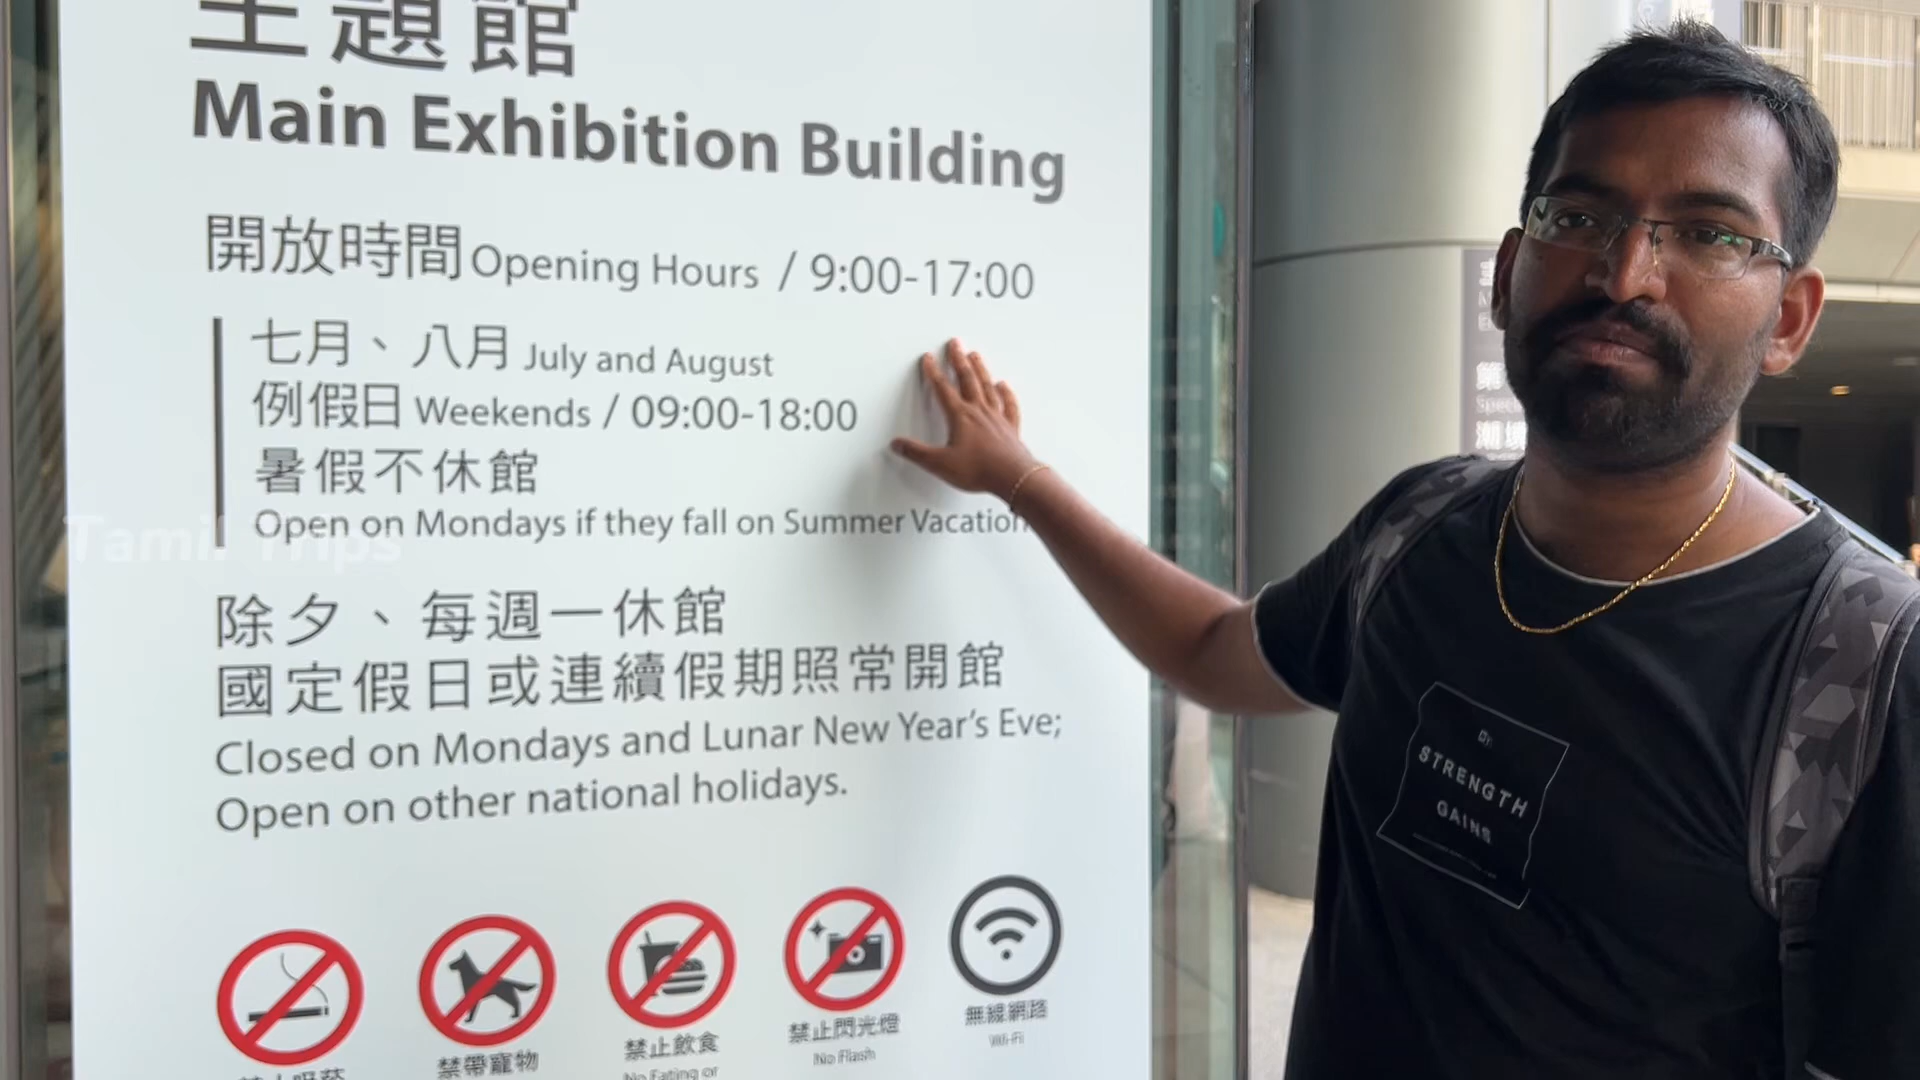 主題館
Main Exhibition Building
開放時間 Opening Hours / 9:00-17:00
七月、八月 July and August
例假日 Weekends / 09:00-18:00
暑假不休館
Open on Mondays if they fall on Summer Vacation
除夕、每週一休館
國定假日或連續假期照常開館
Closed on Mondays and Lunar New Year's Eve;
Open on other national holidays.
禁帶寵物
禁止飲食
No Eating or
禁止閃光燈
No Flash
無線網路
Wi-Fi
Tamil Trips
STRENGTH
GAINS